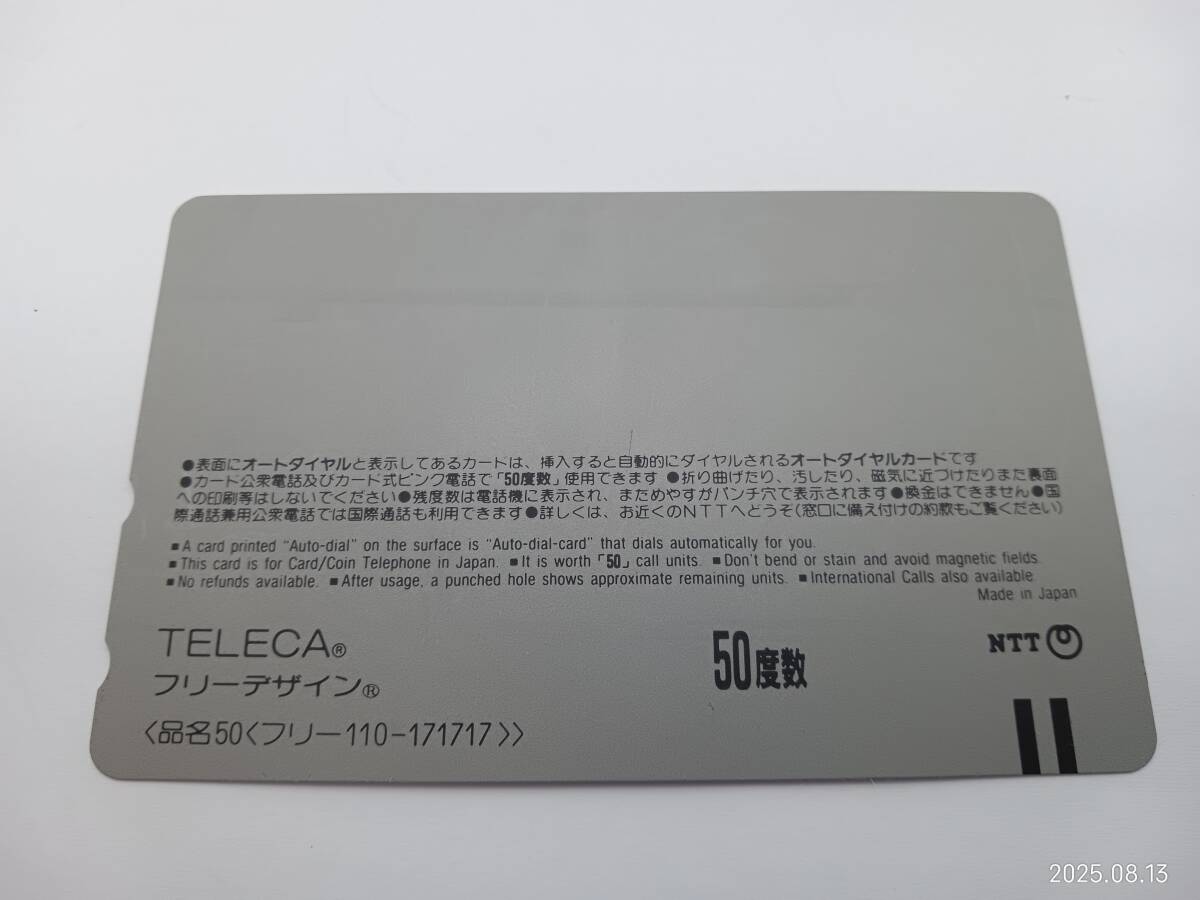 ●表面にオートダイヤルと表示してあるカードは、挿入すると自動的にダイヤルされるオートダイヤルカードです
●カード公衆電話及びカード式ピンク電話で「50度数」使用できます ●折り曲げたり、汚したり、磁気に近づけたりまた裏面
への印刷等はしないでください●残度数は電話機に表示され、まためやすがパンチ穴で表示されます●換金はできません●国
際通話兼用公衆電話では国際通話も利用できます●詳しくは、お近くのNTTへどうぞ(窓口に備え付けの約款もご覧ください)
■A card printed “Auto-dial” on the surface is “Auto-dial-card” that dials automatically for you.
■This card is for Card/Coin Telephone in Japan. ■It is worth「50」call units. ■Don't bend or stain and avoid magnetic fields.
■No refunds available. ■After usage, a punched hole shows approximate remaining units. ■International Calls also available.
Made in Japan
TELECA®
フリーデザイン®
50度数
NTT
〈品名50〈フリー110-171717〉〉
2025.08.13